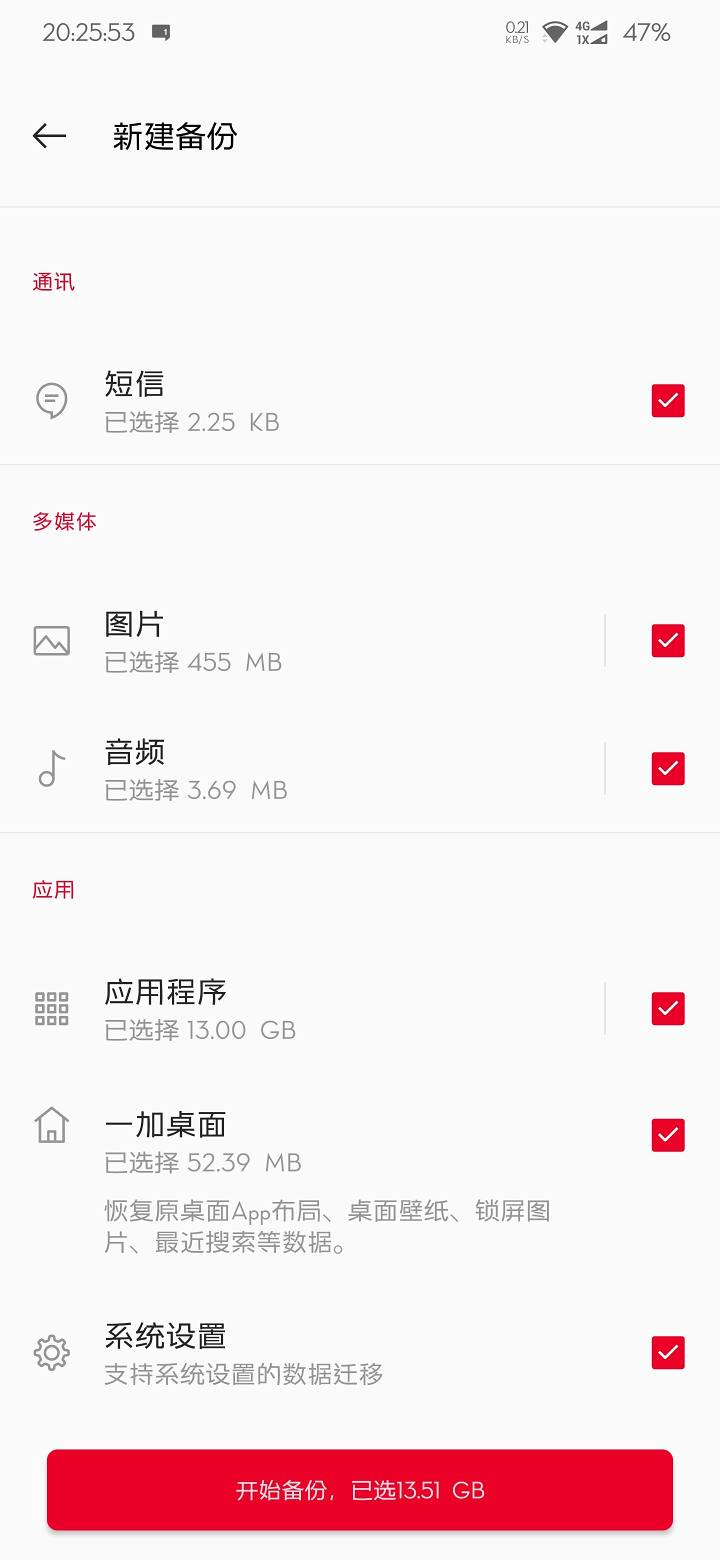 20:25:53
0.21
KB/S
4G
1X
47%
新建备份
通讯
短信
已选择 2.25 KB
多媒体
图片
已选择 455 MB
音频
已选择 3.69 MB
应用
应用程序
已选择 13.00 GB
一加桌面
已选择 52.39 MB
恢复原桌面App布局、桌面壁纸、锁屏图
片、最近搜索等数据。
系统设置
支持系统设置的数据迁移
开始备份，已选13.51 GB